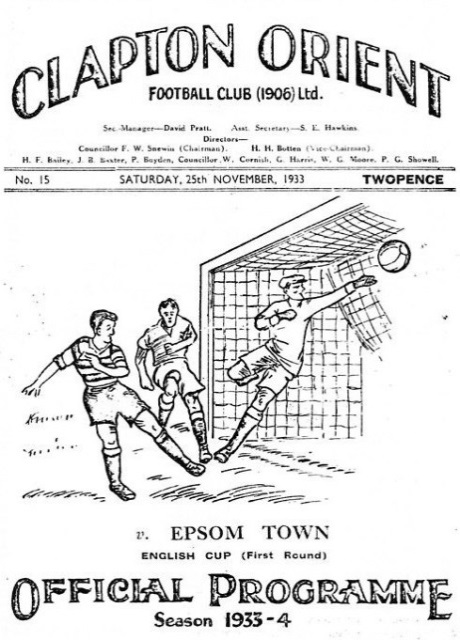 CLAPTON ORIENT
FOOTBALL CLUB (1906) Ltd.
Sec.-Manager—David Pratt. Asst. Secretary—S. E. Hawkins.
Directors—
Councillor F. W. Snewin (Chairman). H. H. Botten (Vice-Chairman).
H. F. Bailey, J. B. Baxter, P. Boyden, Councillor W. Cornish, G. Harris, W. G. Moore, P. G. Showell.
No. 15 SATURDAY, 25th NOVEMBER, 1933 TWOPENCE
v. EPSOM TOWN
ENGLISH CUP (First Round)
OFFICIAL PROGRAMME
Season 1933-4